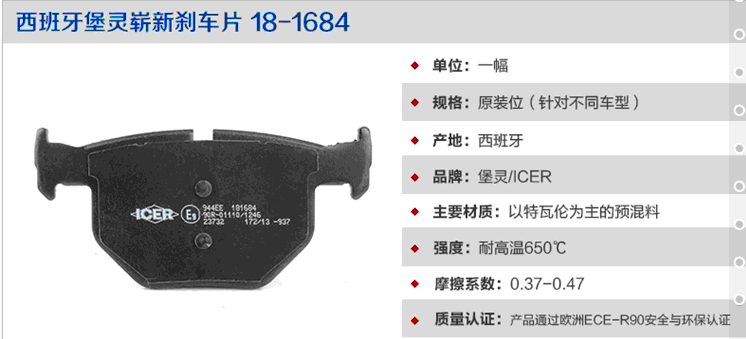 西班牙堡灵崭新刹车片 18-1684
单位：一幅
规格：原装位（针对不同车型）
产地：西班牙
品牌：堡灵/ICER
主要材质：以特瓦伦为主的预混料
强度：耐高温650℃
摩擦系数：0.37-0.47
质量认证：产品通过欧洲ECE-R90安全与环保认证
ICER
E9
944EE 181684
90R-01110/1246
23732 172/13 -937